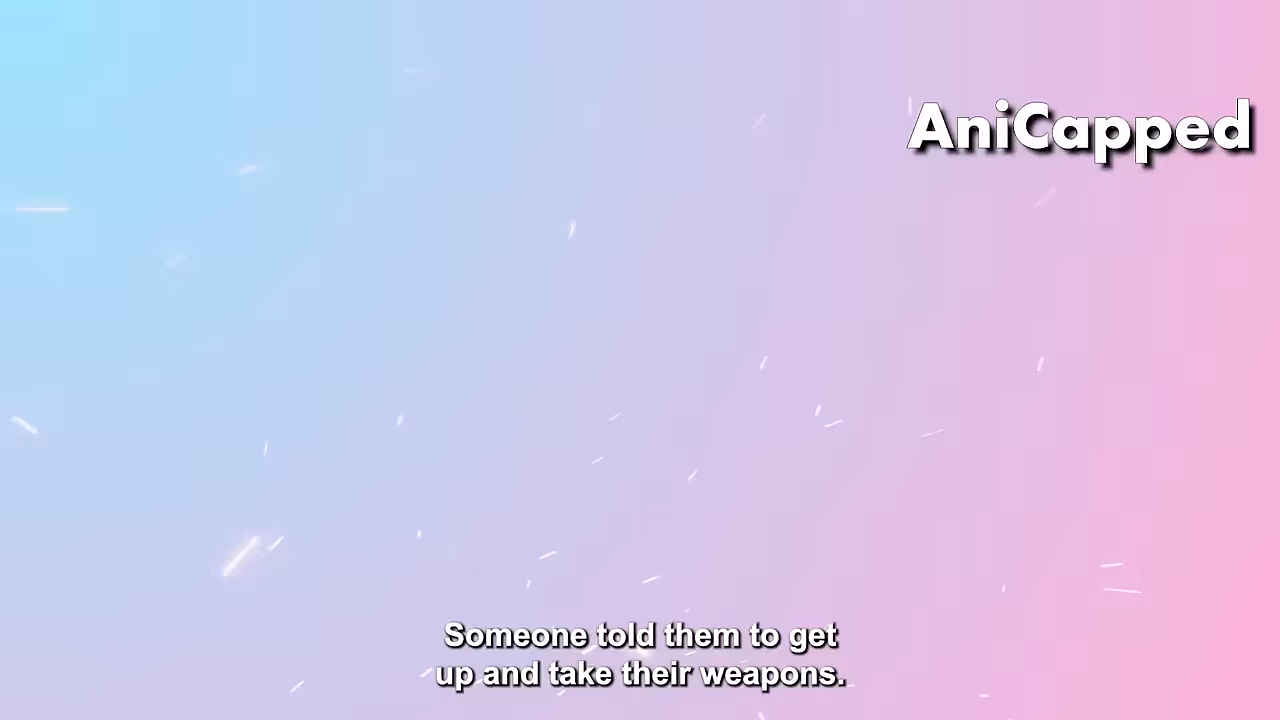 AniCapped
Someone told them to get
up and take their weapons.